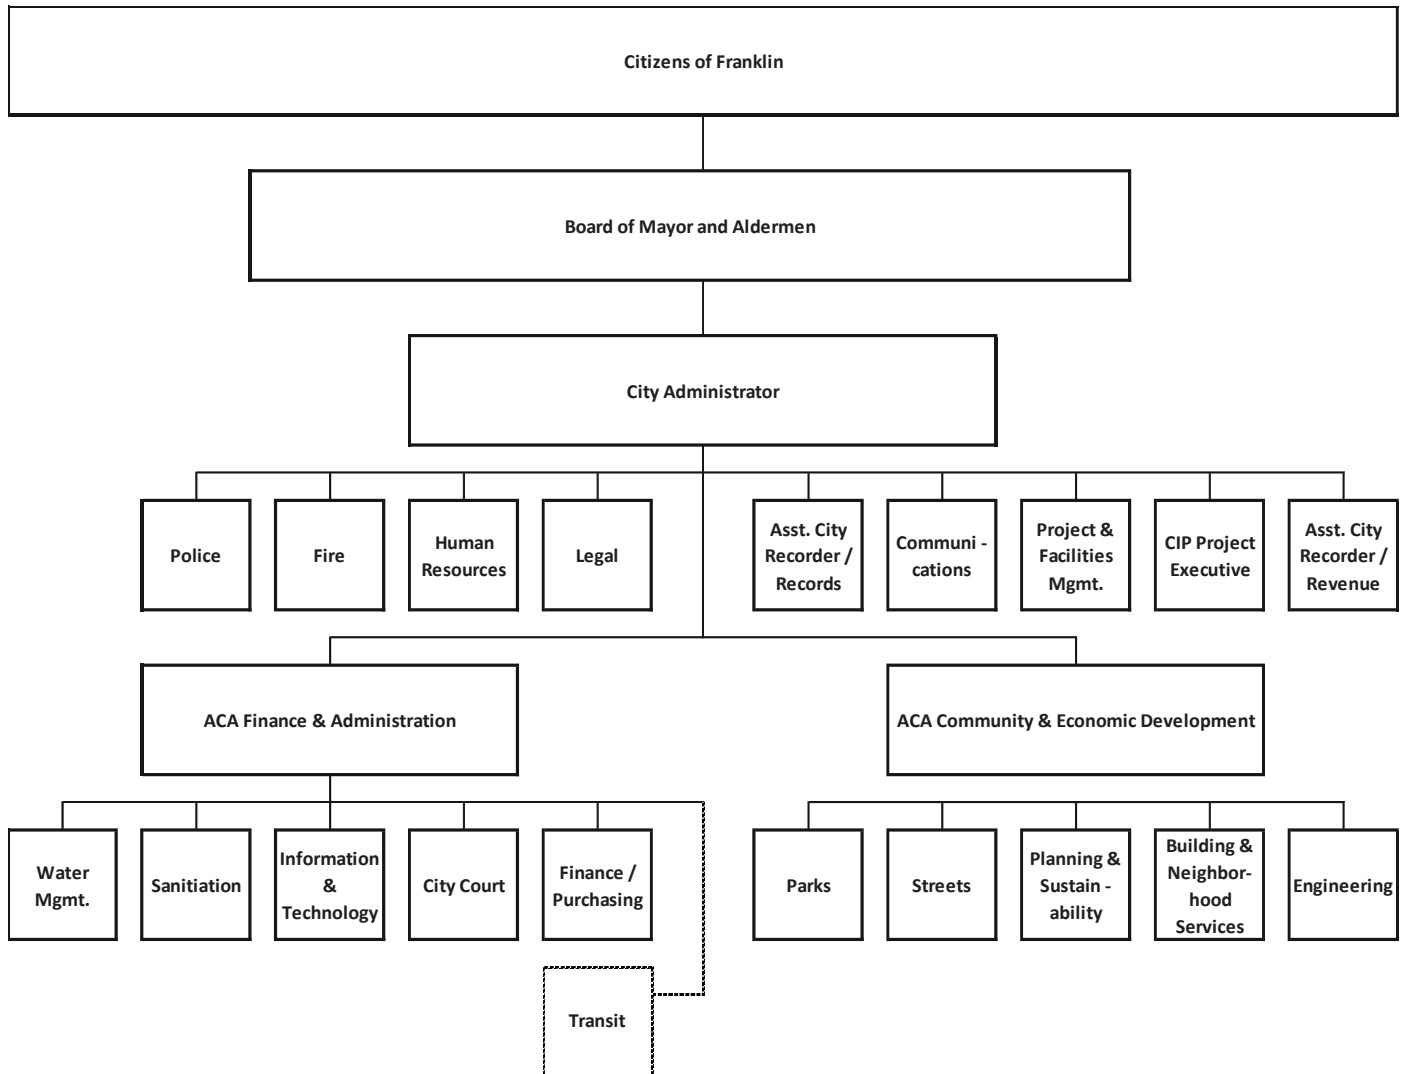 Citizens of Franklin
Board of Mayor and Aldermen
City Administrator
Police
Fire
Human
Resources
Legal
Asst. City
Recorder /
Records
Communi -
cations
Project &
Facilities
Mgmt.
CIP Project
Executive
Asst. City
Recorder /
Revenue
ACA Finance & Administration
ACA Community & Economic Development
Water
Mgmt.
Sanitiation
Information
&
Technology
City Court
Finance /
Purchasing
Parks
Streets
Planning &
Sustain -
ability
Building &
Neighbor-
hood
Services
Engineering
Transit